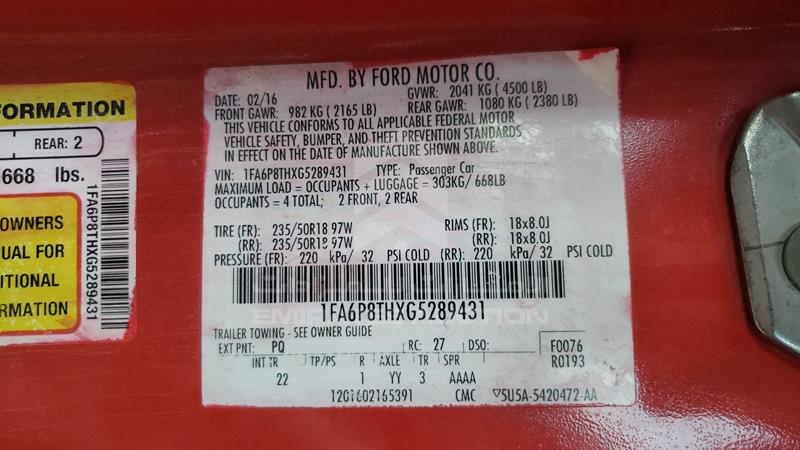 FORMATION
REAR: 2
668 lbs.
OWNERS
UAL FOR
ITIONAL
RMATION
1FA6P8THXG5289431
MFD. BY FORD MOTOR CO.
DATE: 02/16 GVWR: 2041 KG ( 4500 LB)
FRONT GAWR: 982 KG ( 2165 LB) REAR GAWR: 1080 KG ( 2380 LB)
THIS VEHICLE CONFORMS TO ALL APPLICABLE FEDERAL MOTOR
VEHICLE SAFETY, BUMPER, AND THEFT PREVENTION STANDARDS
IN EFFECT ON THE DATE OF MANUFACTURE SHOWN ABOVE.
VIN: 1FA6P8THXG5289431 TYPE: Passenger Car
MAXIMUM LOAD = OCCUPANTS + LUGGAGE = 303KG/ 668LB
OCCUPANTS = 4 TOTAL; 2 FRONT, 2 REAR
TIRE (FR): 235/50R18 97W RIMS (FR): 18x8.0J
(RR): 235/50R18 97W (RR): 18x8.0J
PRESSURE (FR): 220 kPa/ 32 PSI COLD (RR): 220 kPa/ 32 PSI COLD
1FA6P8THXG5289431
TRAILER TOWING - SEE OWNER GUIDE
EXT PNT: PQ RC: 27 DSO: F0076
INT TR TP/PS R AXLE TR SPR R0193
22 1 YY 3 AAAA
1201602165391 CMC ▽5U5A-5420472-AA